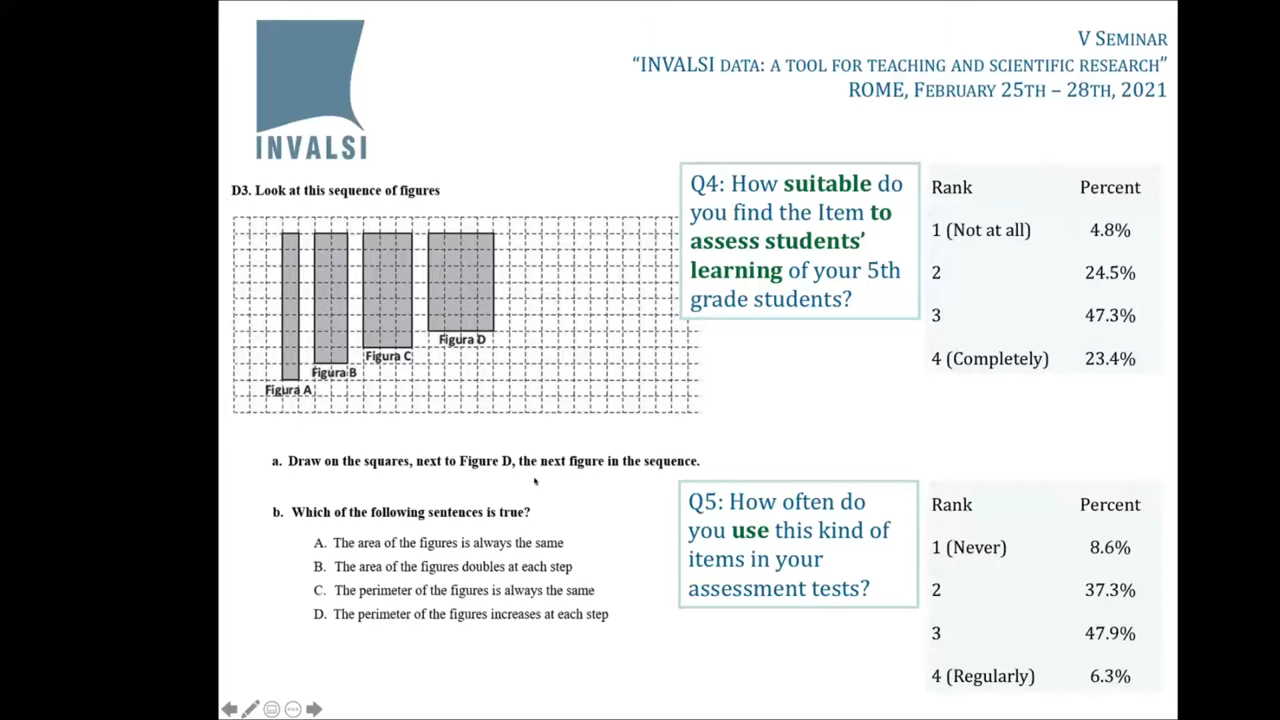 INVALSI
V SEMINAR
“INVALSI DATA: A TOOL FOR TEACHING AND SCIENTIFIC RESEARCH”
ROME, FEBRUARY 25TH – 28TH, 2021
D3. Look at this sequence of figures
Figura A
Figura B
Figura C
Figura D
a. Draw on the squares, next to Figure D, the next figure in the sequence.
b. Which of the following sentences is true?
A. The area of the figures is always the same
B. The area of the figures doubles at each step
C. The perimeter of the figures is always the same
D. The perimeter of the figures increases at each step
Q4: How suitable do
you find the Item to
assess students’
learning of your 5th
grade students?
Rank Percent
1 (Not at all) 4.8%
2 24.5%
3 47.3%
4 (Completely) 23.4%
Q5: How often do
you use this kind of
items in your
assessment tests?
Rank Percent
1 (Never) 8.6%
2 37.3%
3 47.9%
4 (Regularly) 6.3%